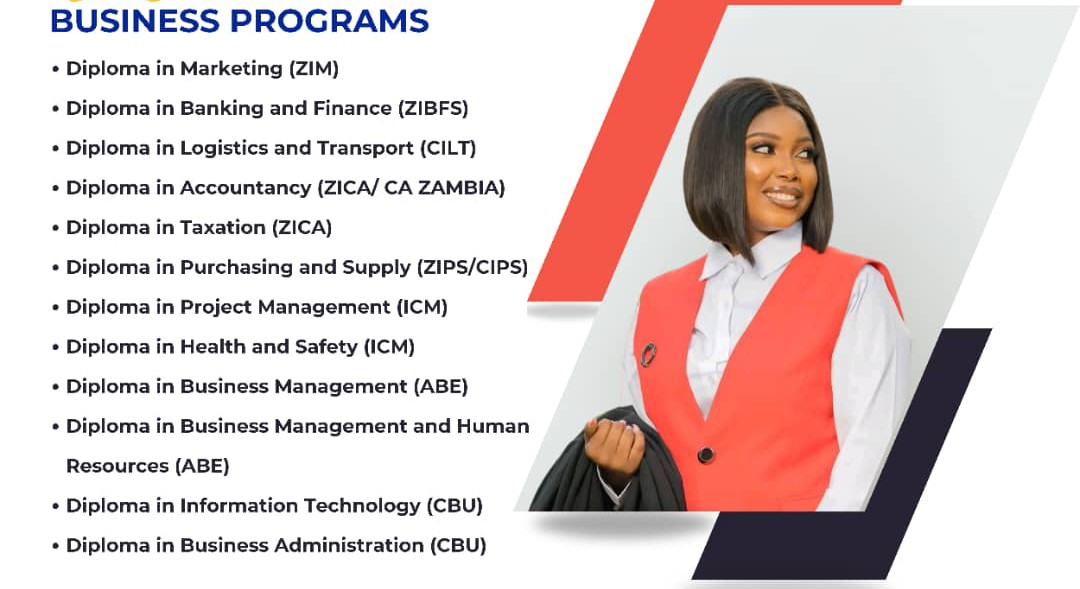 BUSINESS PROGRAMS
• Diploma in Marketing (ZIM)
• Diploma in Banking and Finance (ZIBFS)
• Diploma in Logistics and Transport (CILT)
• Diploma in Accountancy (ZICA/ CA ZAMBIA)
• Diploma in Taxation (ZICA)
• Diploma in Purchasing and Supply (ZIPS/CIPS)
• Diploma in Project Management (ICM)
• Diploma in Health and Safety (ICM)
• Diploma in Business Management (ABE)
• Diploma in Business Management and Human
Resources (ABE)
• Diploma in Information Technology (CBU)
• Diploma in Business Administration (CBU)